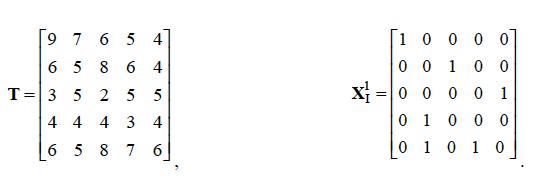 9 7 6 5 4 1 0 0 0 0
6 5 8 6 4 0 0 1 0 0
T = 3 5 2 5 5 X_I^1 = 0 0 0 0 1
4 4 4 3 4 0 1 0 0 0
6 5 8 7 6 , 0 1 0 1 0 .